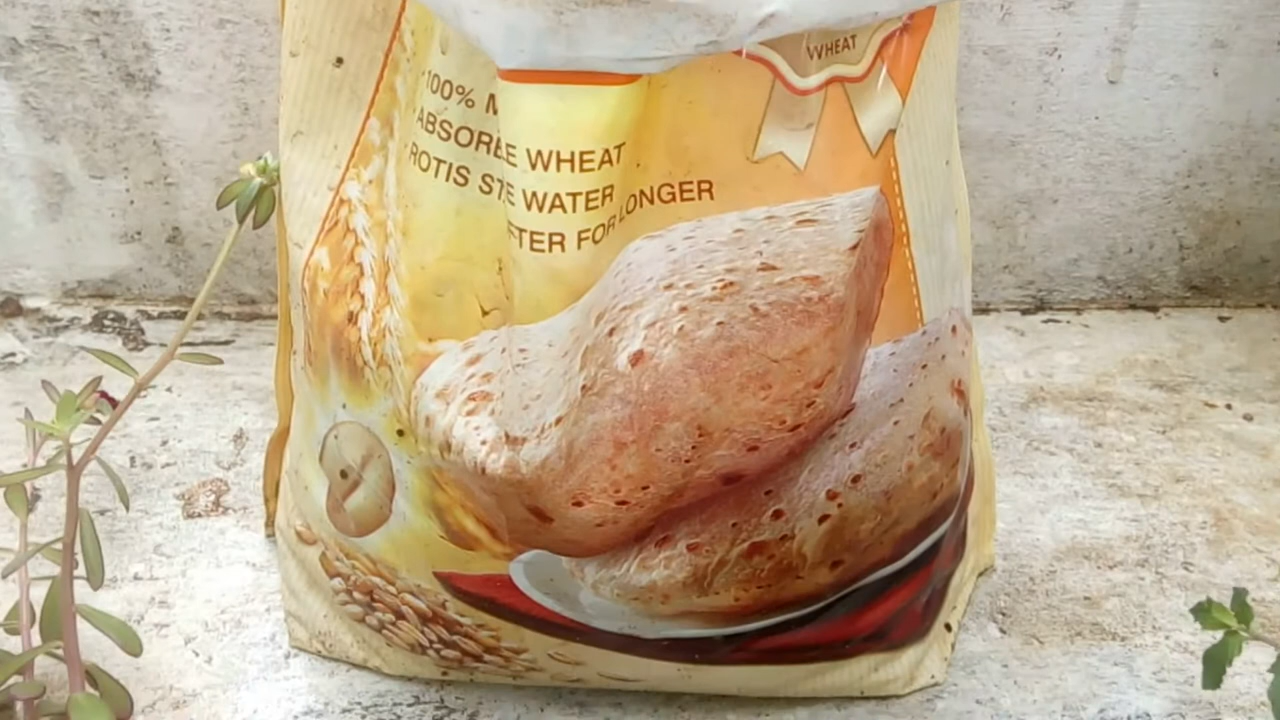 WHEAT
100% M
WHEAT
ABSORB
WATER
ROTIS ST
FTER FOR LONGER